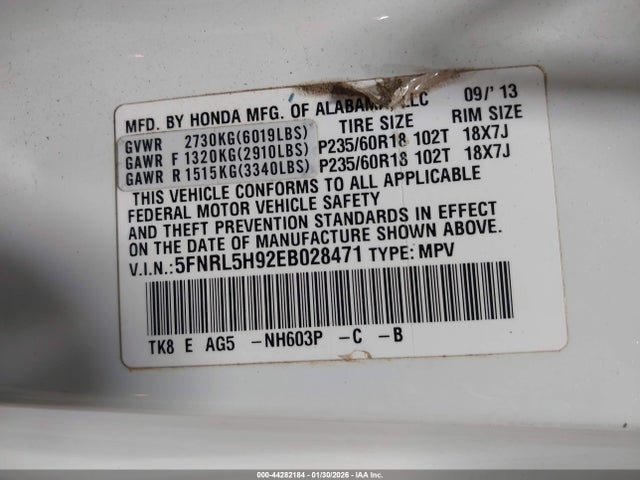 MFD. BY HONDA MFG. OF ALABAMA, LLC 09/' 13
TIRE SIZE RIM SIZE
GVWR 2730KG(6019LBS)
GAWR F 1320KG(2910LBS) P235/60R18 102T 18X7J
GAWR R 1515KG(3340LBS) P235/60R18 102T 18X7J
THIS VEHICLE CONFORMS TO ALL APPLICABLE
FEDERAL MOTOR VEHICLE SAFETY
AND THEFT PREVENTION STANDARDS IN EFFECT
ON THE DATE OF MANUFACTURE SHOWN ABOVE.
V.I.N.:5FNRL5H92EB028471 TYPE: MPV
TK8 E AG5 -NH603P -C -B
000-44282184 - 01/30/2026 - IAA Inc.